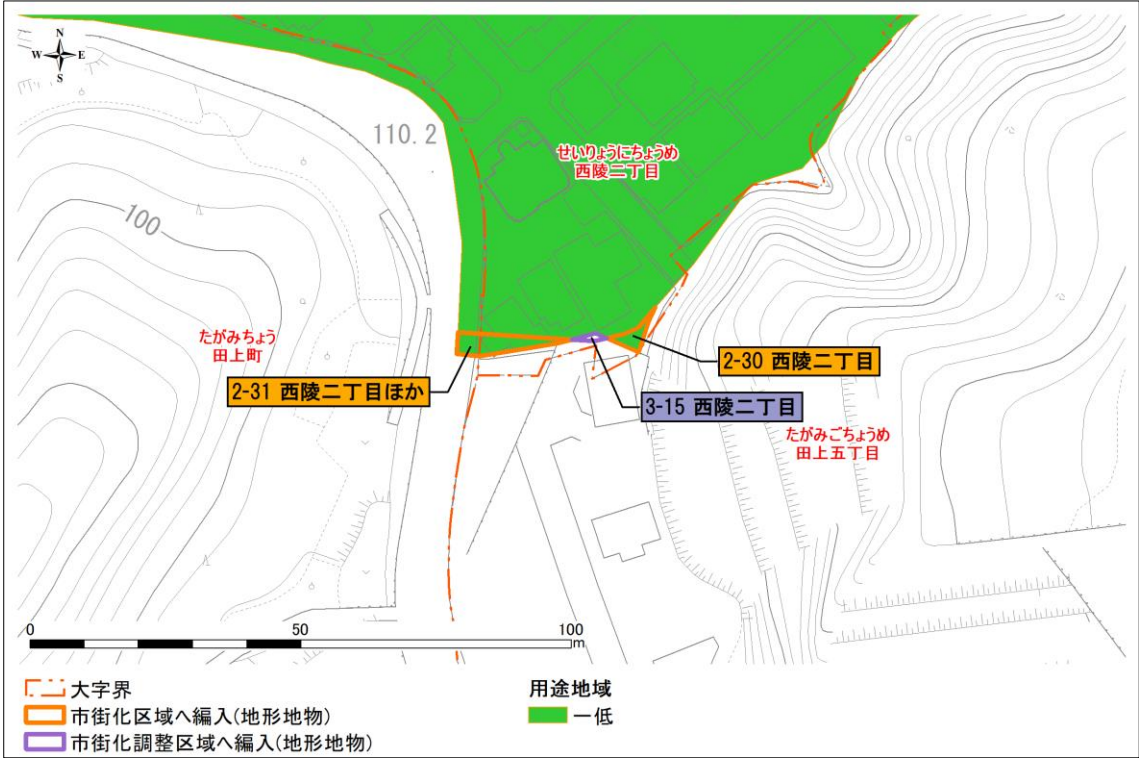 N
W E
S
110.2
せいりょうにちょうめ
西陵二丁目
100
たがみちょう
田上町
2-30 西陵二丁目
2-31 西陵二丁目ほか
3-15 西陵二丁目
たがみごちょうめ
田上五丁目
0 50 100
m
大字界
市街化区域へ編入(地形地物)
市街化調整区域へ編入(地形地物)
用途地域
一低